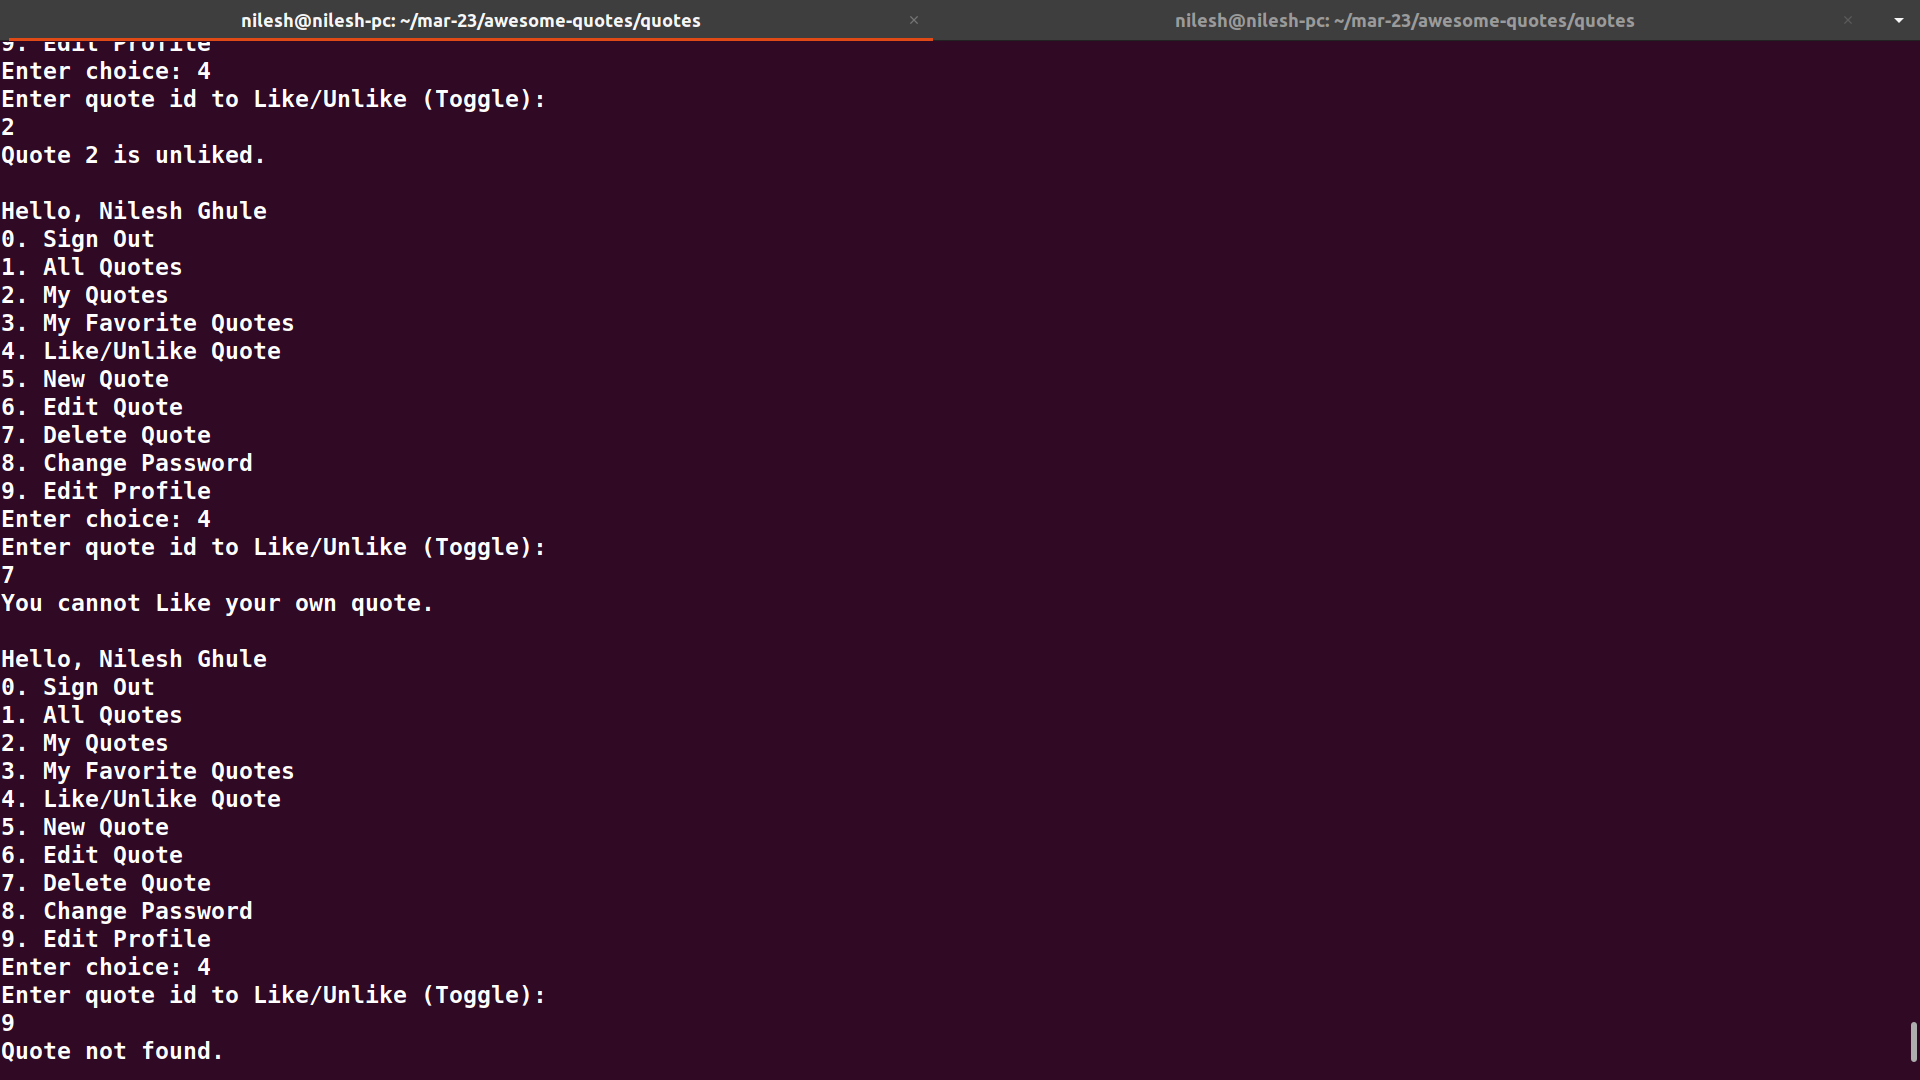 nilesh@nilesh-pc: ~/mar-23/awesome-quotes/quotes
nilesh@nilesh-pc: ~/mar-23/awesome-quotes/quotes
9. Edit Profile
Enter choice: 4
Enter quote id to Like/Unlike (Toggle):
2
Quote 2 is unliked.
Hello, Nilesh Ghule
0. Sign Out
1. All Quotes
2. My Quotes
3. My Favorite Quotes
4. Like/Unlike Quote
5. New Quote
6. Edit Quote
7. Delete Quote
8. Change Password
9. Edit Profile
Enter choice: 4
Enter quote id to Like/Unlike (Toggle):
7
You cannot Like your own quote.
Hello, Nilesh Ghule
0. Sign Out
1. All Quotes
2. My Quotes
3. My Favorite Quotes
4. Like/Unlike Quote
5. New Quote
6. Edit Quote
7. Delete Quote
8. Change Password
9. Edit Profile
Enter choice: 4
Enter quote id to Like/Unlike (Toggle):
9
Quote not found.